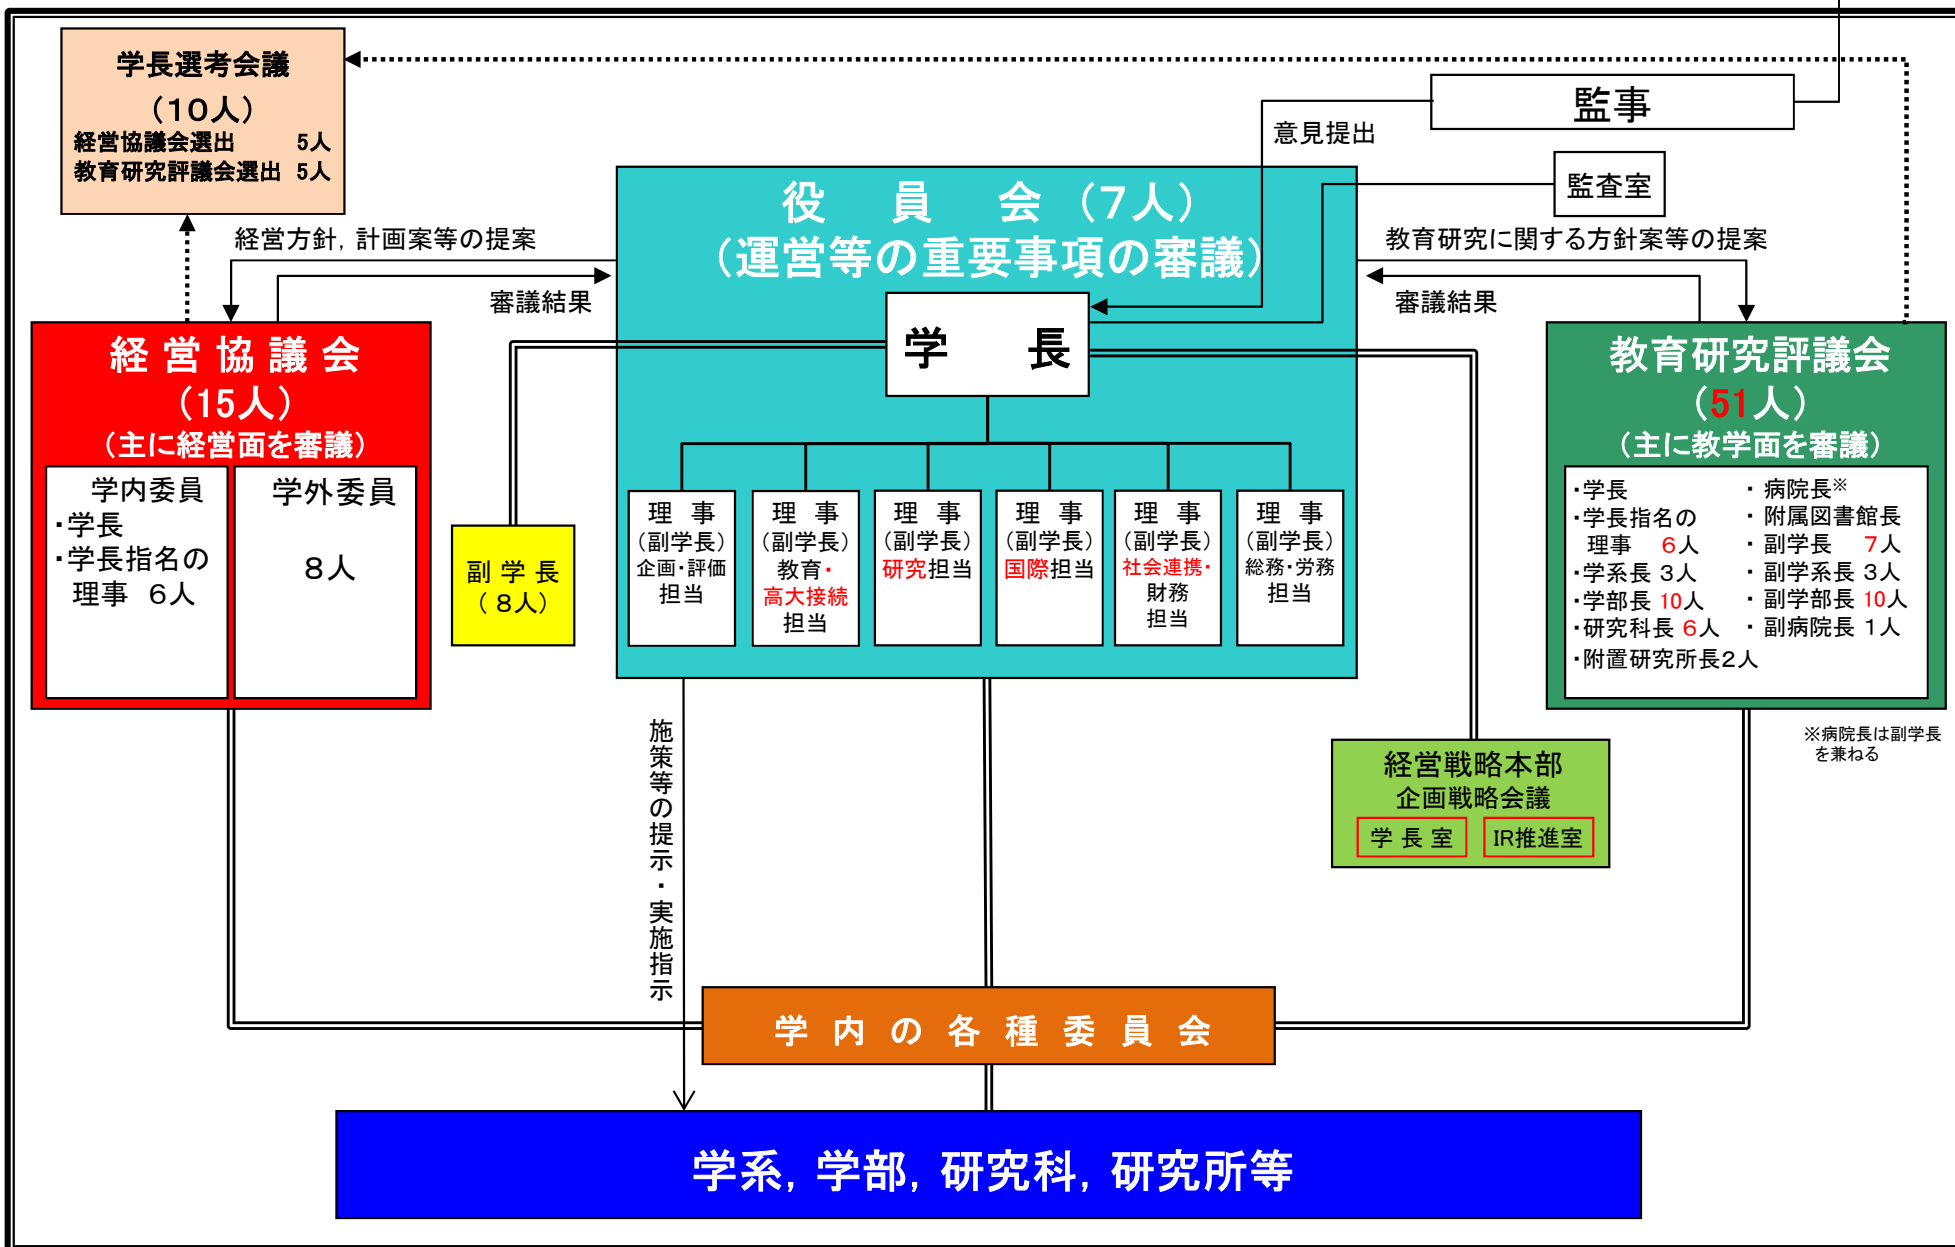 学長選考会議
（10人）
経営協議会選出 5人
教育研究評議会選出 5人
監事
意見提出
監査室
役員会（7人）
（運営等の重要事項の審議）
経営方針，計画案等の提案
審議結果
教育研究に関する方針案等の提案
審議結果
学長
経営協議会
（15人）
（主に経営面を審議）
学内委員
・学長
・学長指名の
理事 6人
学外委員
8人
副学長
（8人）
理事
（副学長）
企画・評価
担当
理事
（副学長）
教育・
高大接続
担当
理事
（副学長）
研究担当
理事
（副学長）
国際担当
理事
（副学長）
社会連携・
財務
担当
理事
（副学長）
総務・労務
担当
教育研究評議会
（51人）
（主に教学面を審議）
・学長
・学長指名の
理事 6人
・学系長 3人
・学部長 10人
・研究科長 6人
・附置研究所長2人
・病院長※
・附属図書館長
・副学長 7人
・副学系長 3人
・副学部長 10人
・副病院長 1人
※病院長は副学長
を兼ねる
経営戦略本部
企画戦略会議
学長室
IR推進室
施策等の提示・実施指示
学内の各種委員会
学系，学部，研究科，研究所等